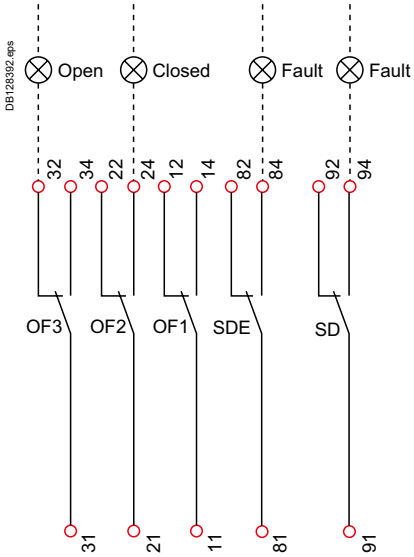 DB128392.eps
Open Closed Fault Fault
32 34 22 24 12 14 82 84 92 94
OF3 OF2 OF1 SDE SD
31 21 11 81 91